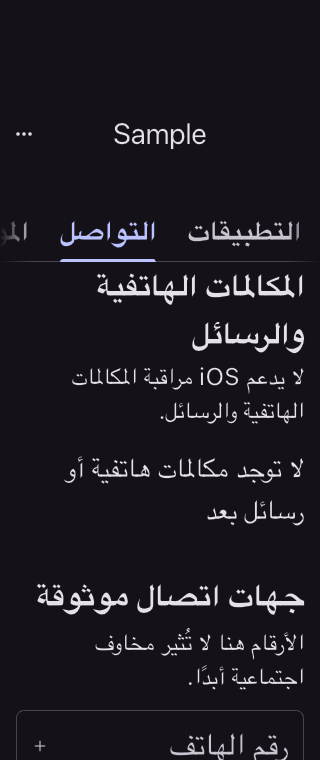 Sample
التطبيقات
التواصل
المكالمات الهاتفية
والرسائل
لا يدعم iOS مراقبة المكالمات
الهاتفية والرسائل.
لا توجد مكالمات هاتفية أو
رسائل بعد
جهات اتصال موثوقة
الأرقام هنا لا تُثير مخاوف
اجتماعية أبدًا.
رقم الهاتف